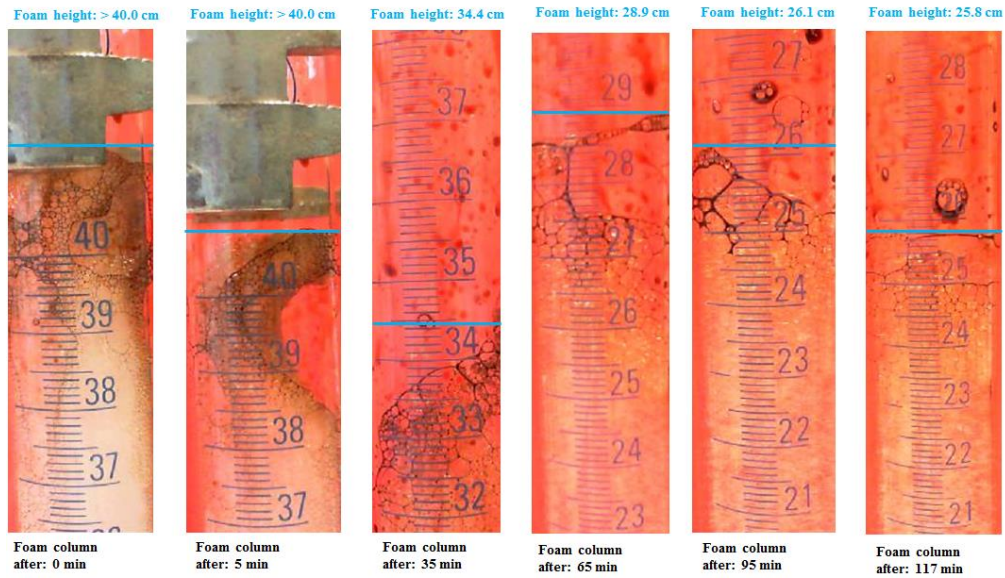 Foam height: > 40.0 cm
Foam height: > 40.0 cm
Foam height: 34.4 cm
Foam height: 28.9 cm
Foam height: 26.1 cm
Foam height: 25.8 cm
40
39
38
37
40
39
38
37
37
36
35
34
33
32
29
28
27
26
25
24
23
27
26
25
24
23
22
21
28
27
25
24
23
22
21
Foam column
after: 0 min
Foam column
after: 5 min
Foam column
after: 35 min
Foam column
after: 65 min
Foam column
after: 95 min
Foam column
after: 117 min